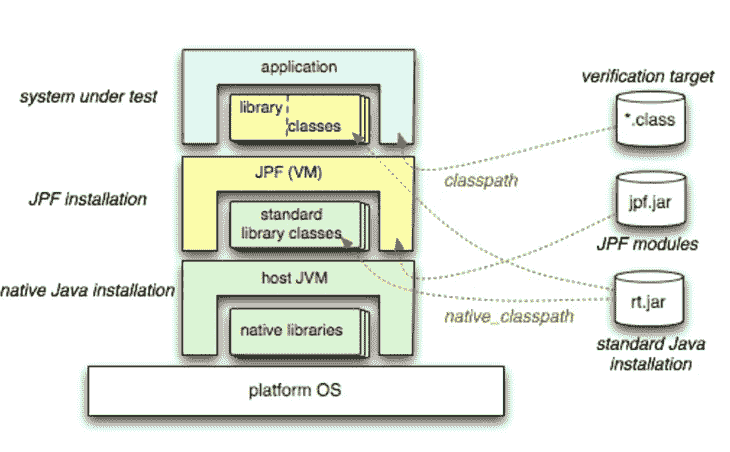 application
verification target
system under test
library
classes
*.class
JPF (VM)
classpath
JPF installation
standard
library classes
jpf.jar
JPF modules
host JVM
native Java installation
rt.jar
native_classpath
native libraries
standard Java
installation
platform OS